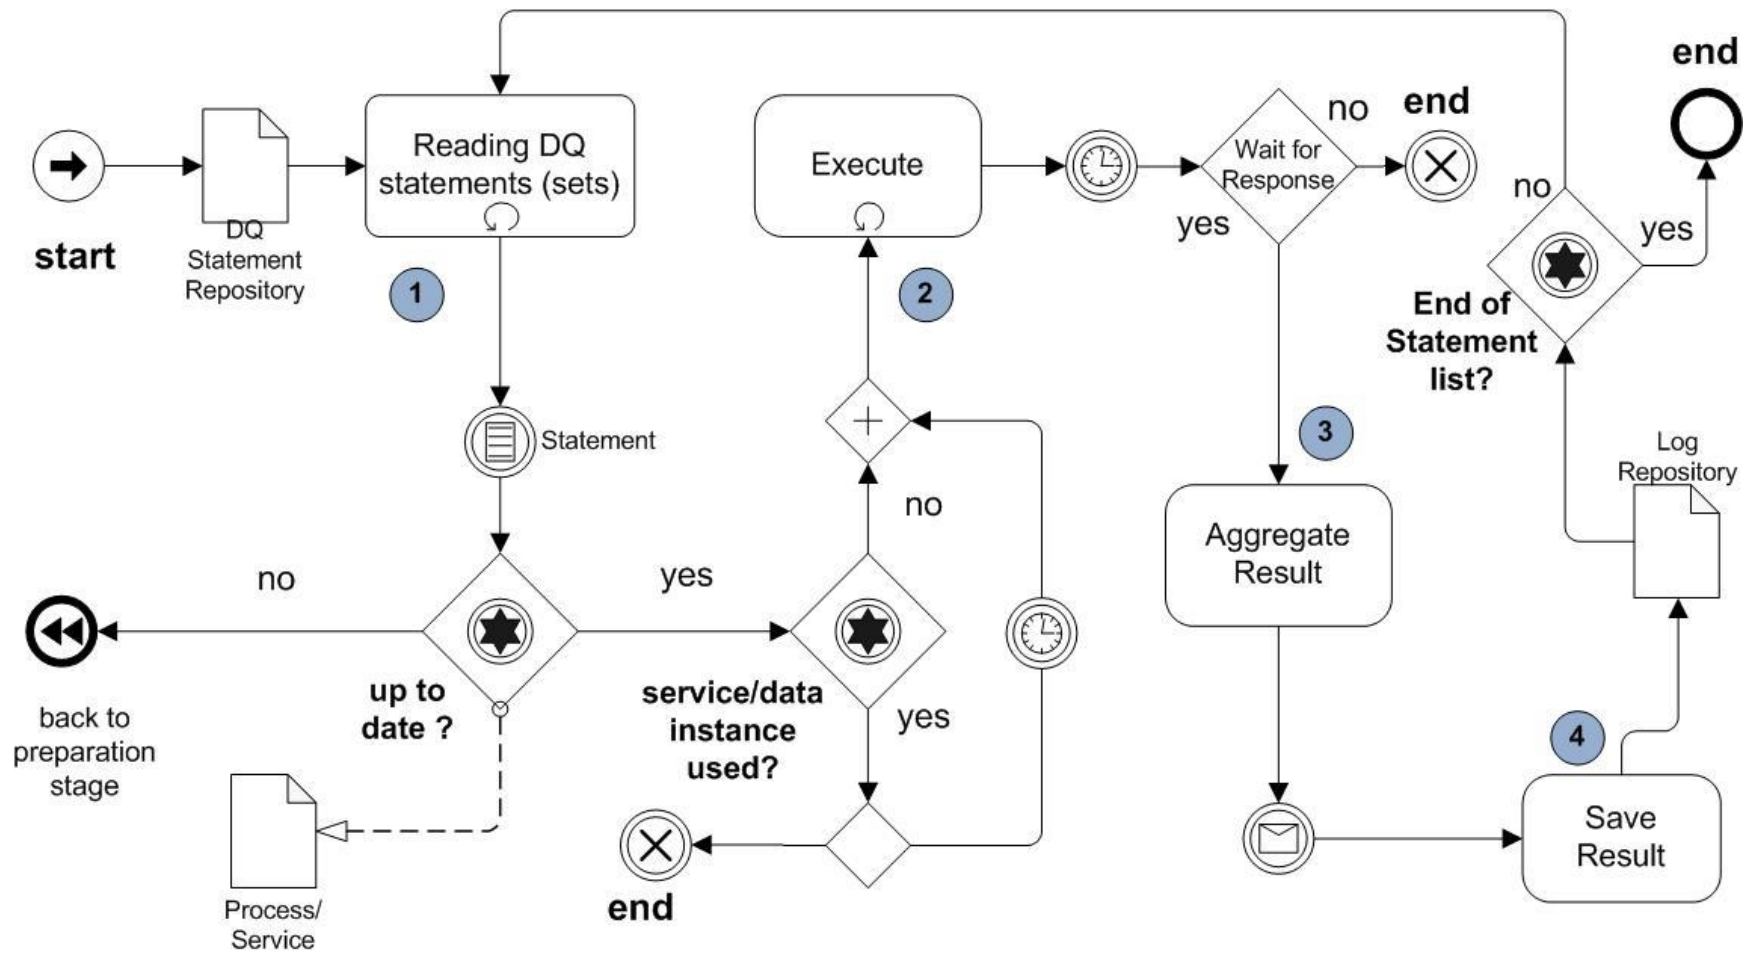 start
DQ
Statement
Repository
Reading DQ
statements (sets)
1
Statement
no
back to
preparation
stage
up to
date ?
Process/
Service
yes
service/data
instance
used?
no
yes
end
Execute
2
Wait for
Response
no
end
yes
3
Aggregate
Result
4
Save
Result
Log
Repository
End of
Statement
list?
no
yes
end